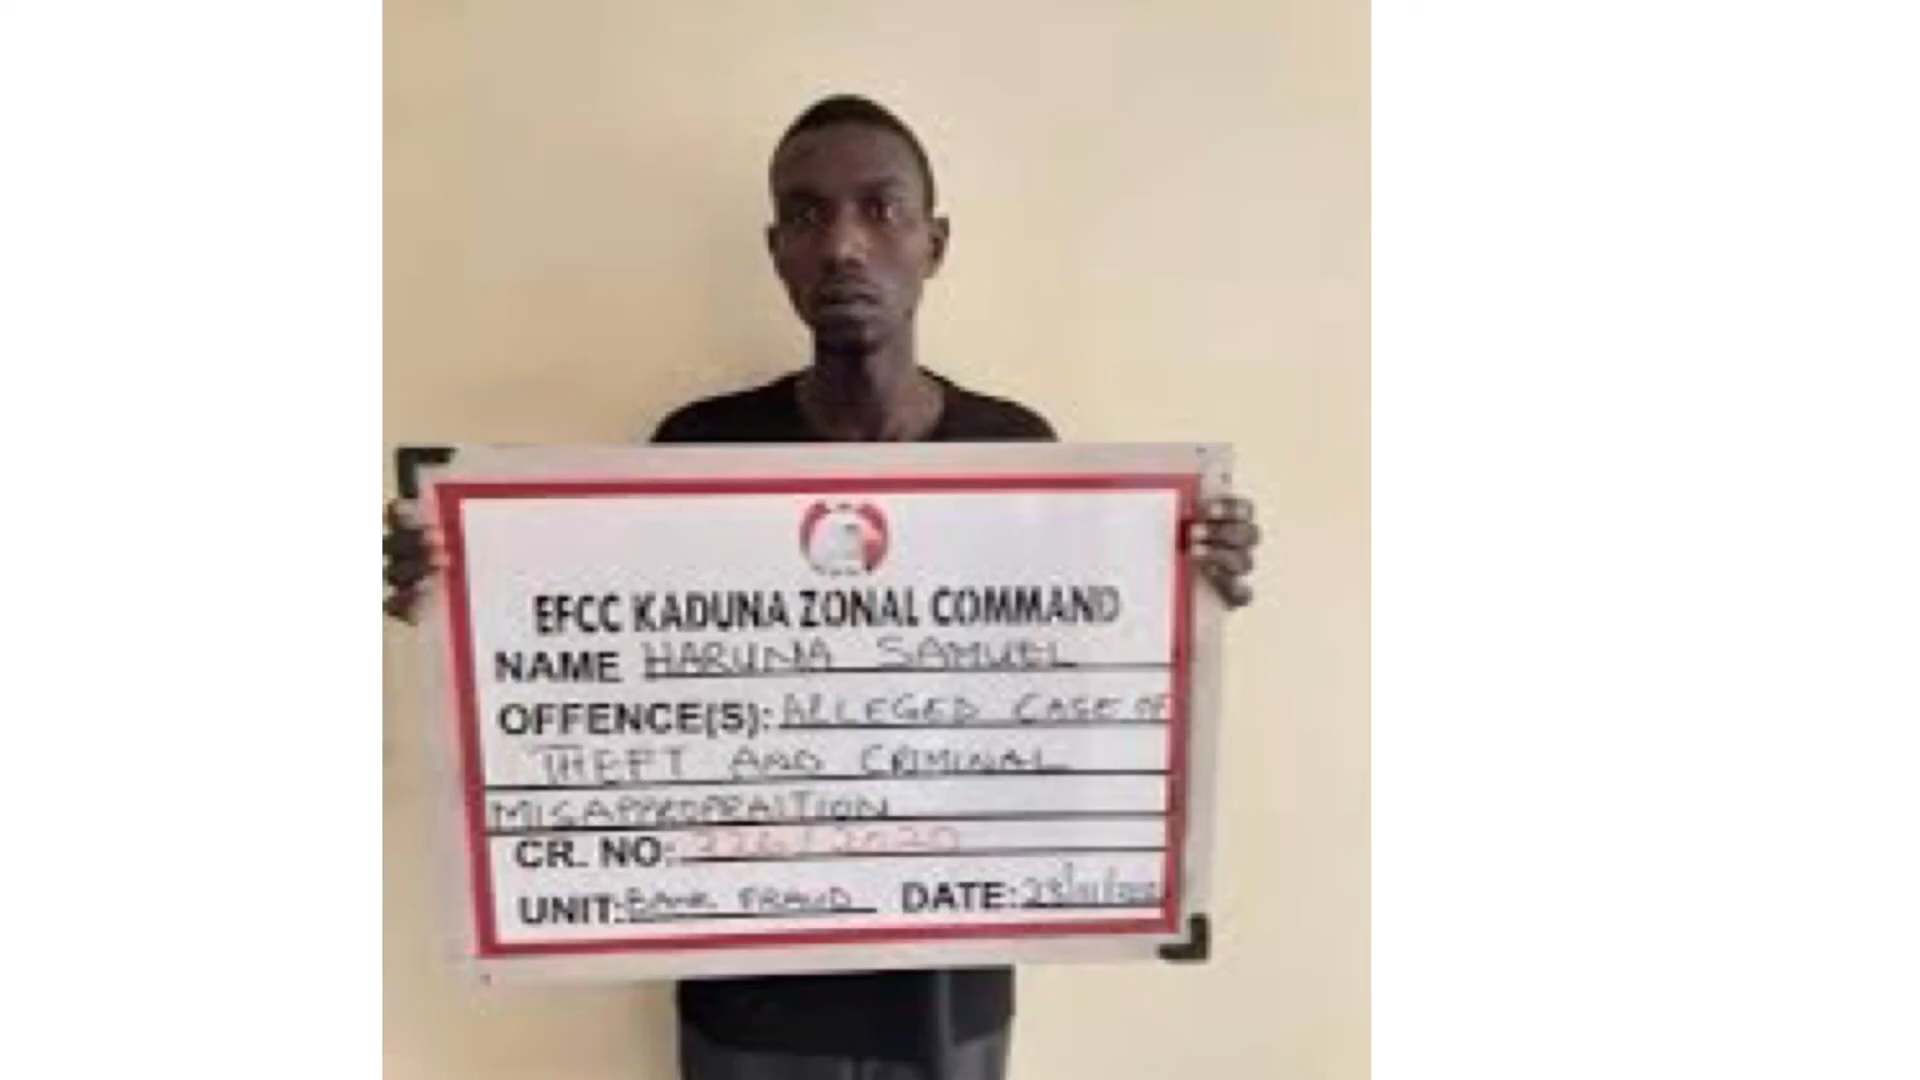 EFCC KADUNA ZONAL COMMAND
NAME HARUNA SAMUEL
OFFENCE(S): ALLEGED CASE OF
THEFT AND CRIMINAL
MISAPPROPRAITION
CR. NO: 2020
UNIT: BANK FRAUD DATE: